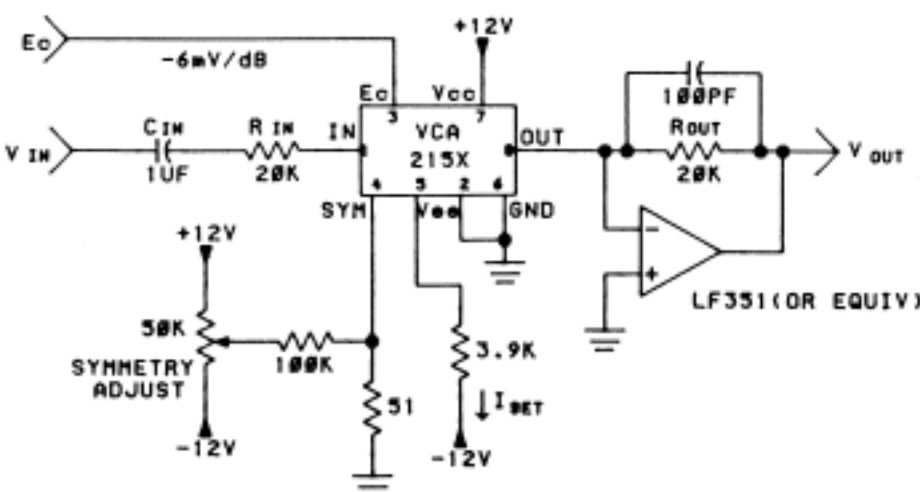 Ec
-6mV/dB
+12V
Ec
3
Vcc
7
100PF
VIN
CIN
1UF
RIN
20K
IN
VCA
215X
OUT
ROUT
20K
VOUT
4
5
2
6
SYM
Vee
GND
+12V
50K
SYMMETRY
ADJUST
-12V
100K
51
3.9K
ISET
-12V
-
+
LF351(OR EQUIV)